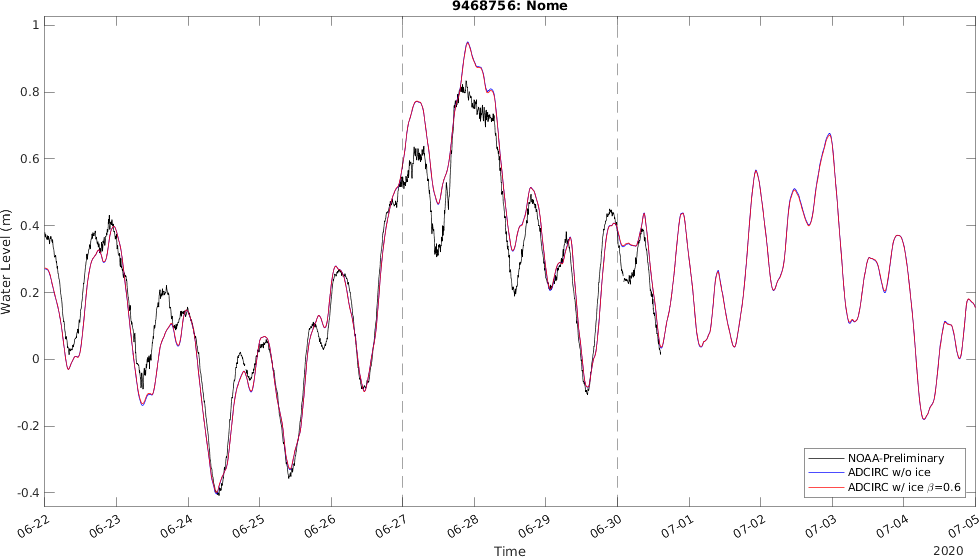 9468756: Nome
1
0.8
0.6
0.4
0.2
0
-0.2
-0.4
Water Level (m)
NOAA-Preliminary
ADCIRC w/o ice
ADCIRC w/ ice β=0.6
06-22 06-23 06-24 06-25 06-26 06-27 06-28 06-29 06-30 07-01 07-02 07-03 07-04 07-05
Time
2020